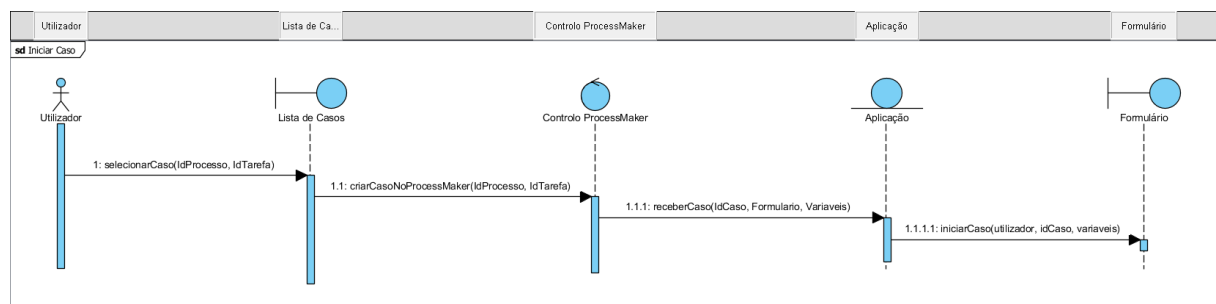 Utilizador
Lista de Ca...
Controlo ProcessMaker
Aplicação
Formulário
sd Iniciar Caso
Utilizador
Lista de Casos
Controlo ProcessMaker
Aplicação
Formulário
1: selecionarCaso(IdProcesso, IdTarefa)
1.1: criarCasoNoProcessMaker(IdProcesso, IdTarefa)
1.1.1: receberCaso(IdCaso, Formulario, Variaveis)
1.1.1.1: iniciarCaso(utilizador, idCaso, variaveis)